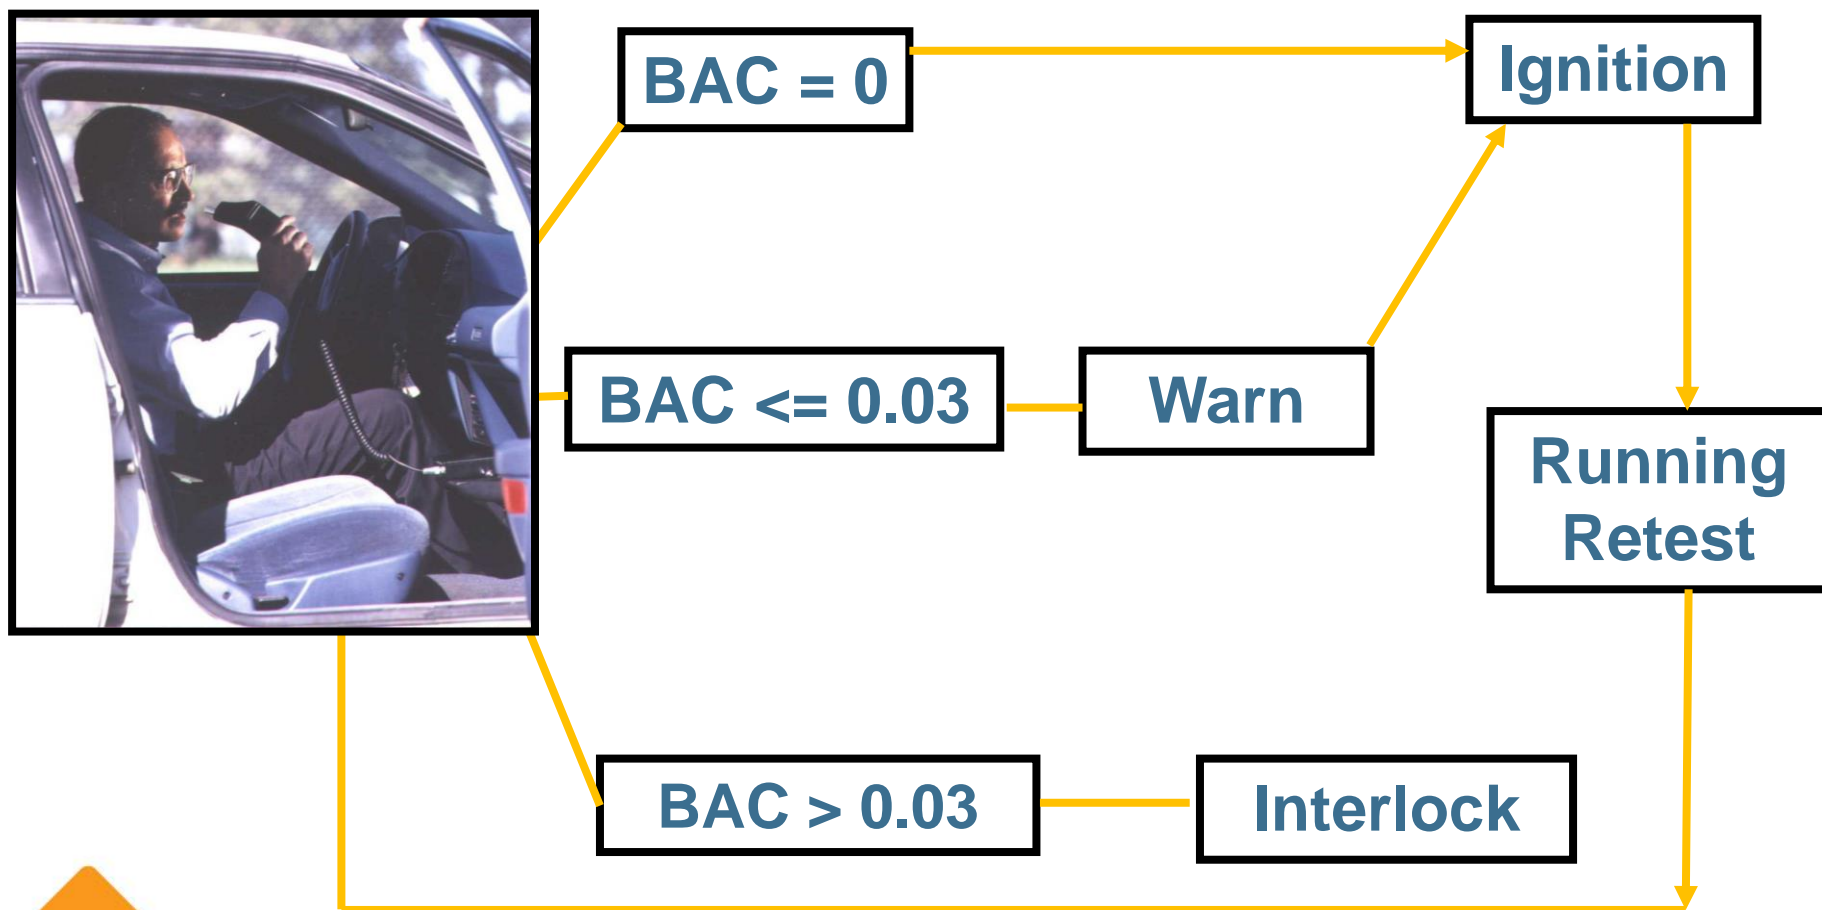 BAC = 0
Ignition
BAC <= 0.03
Warn
Running
Retest
BAC > 0.03
Interlock